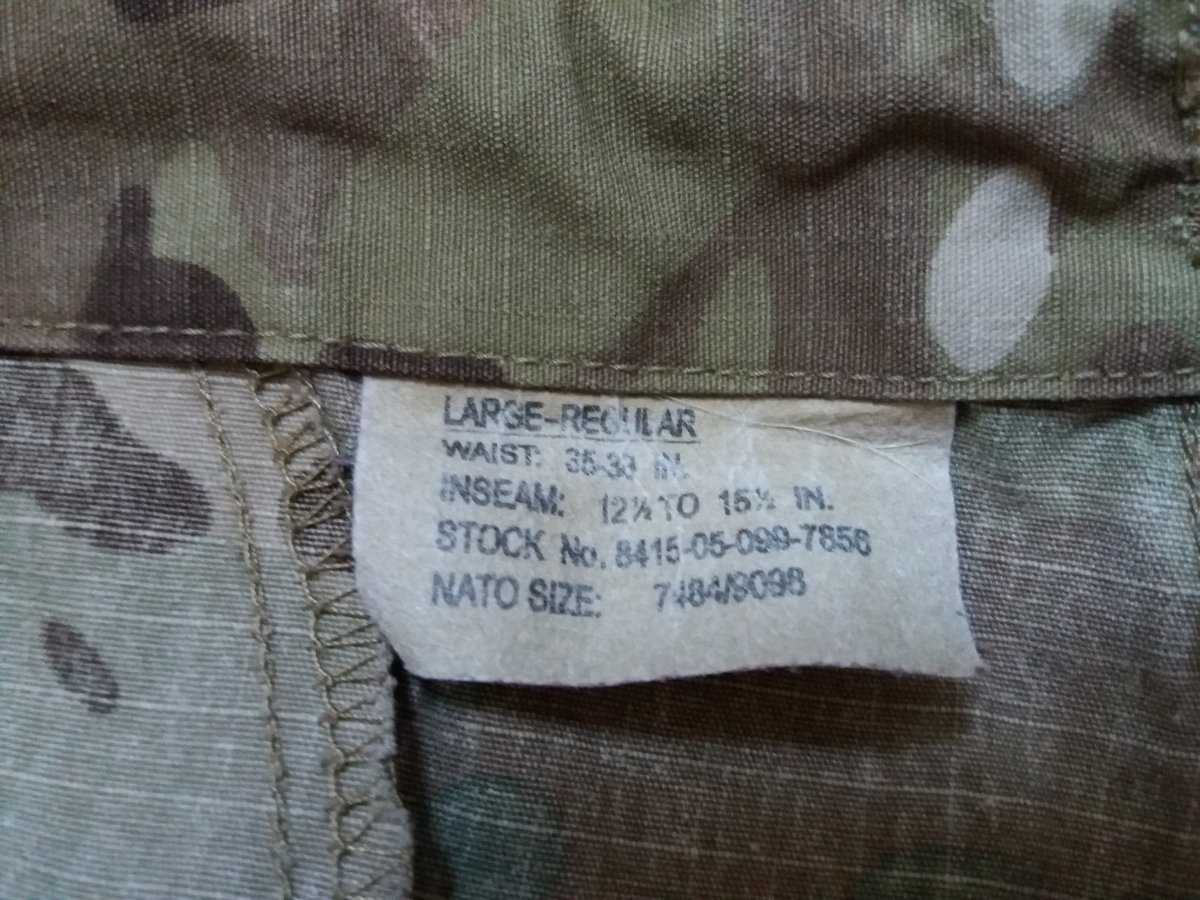 LARGE-REGULAR
WAIST: 35-39 IN.
INSEAM: 12½ TO 15½ IN.
STOCK No. 8415-05-099-7856
NATO SIZE: 7484/9098